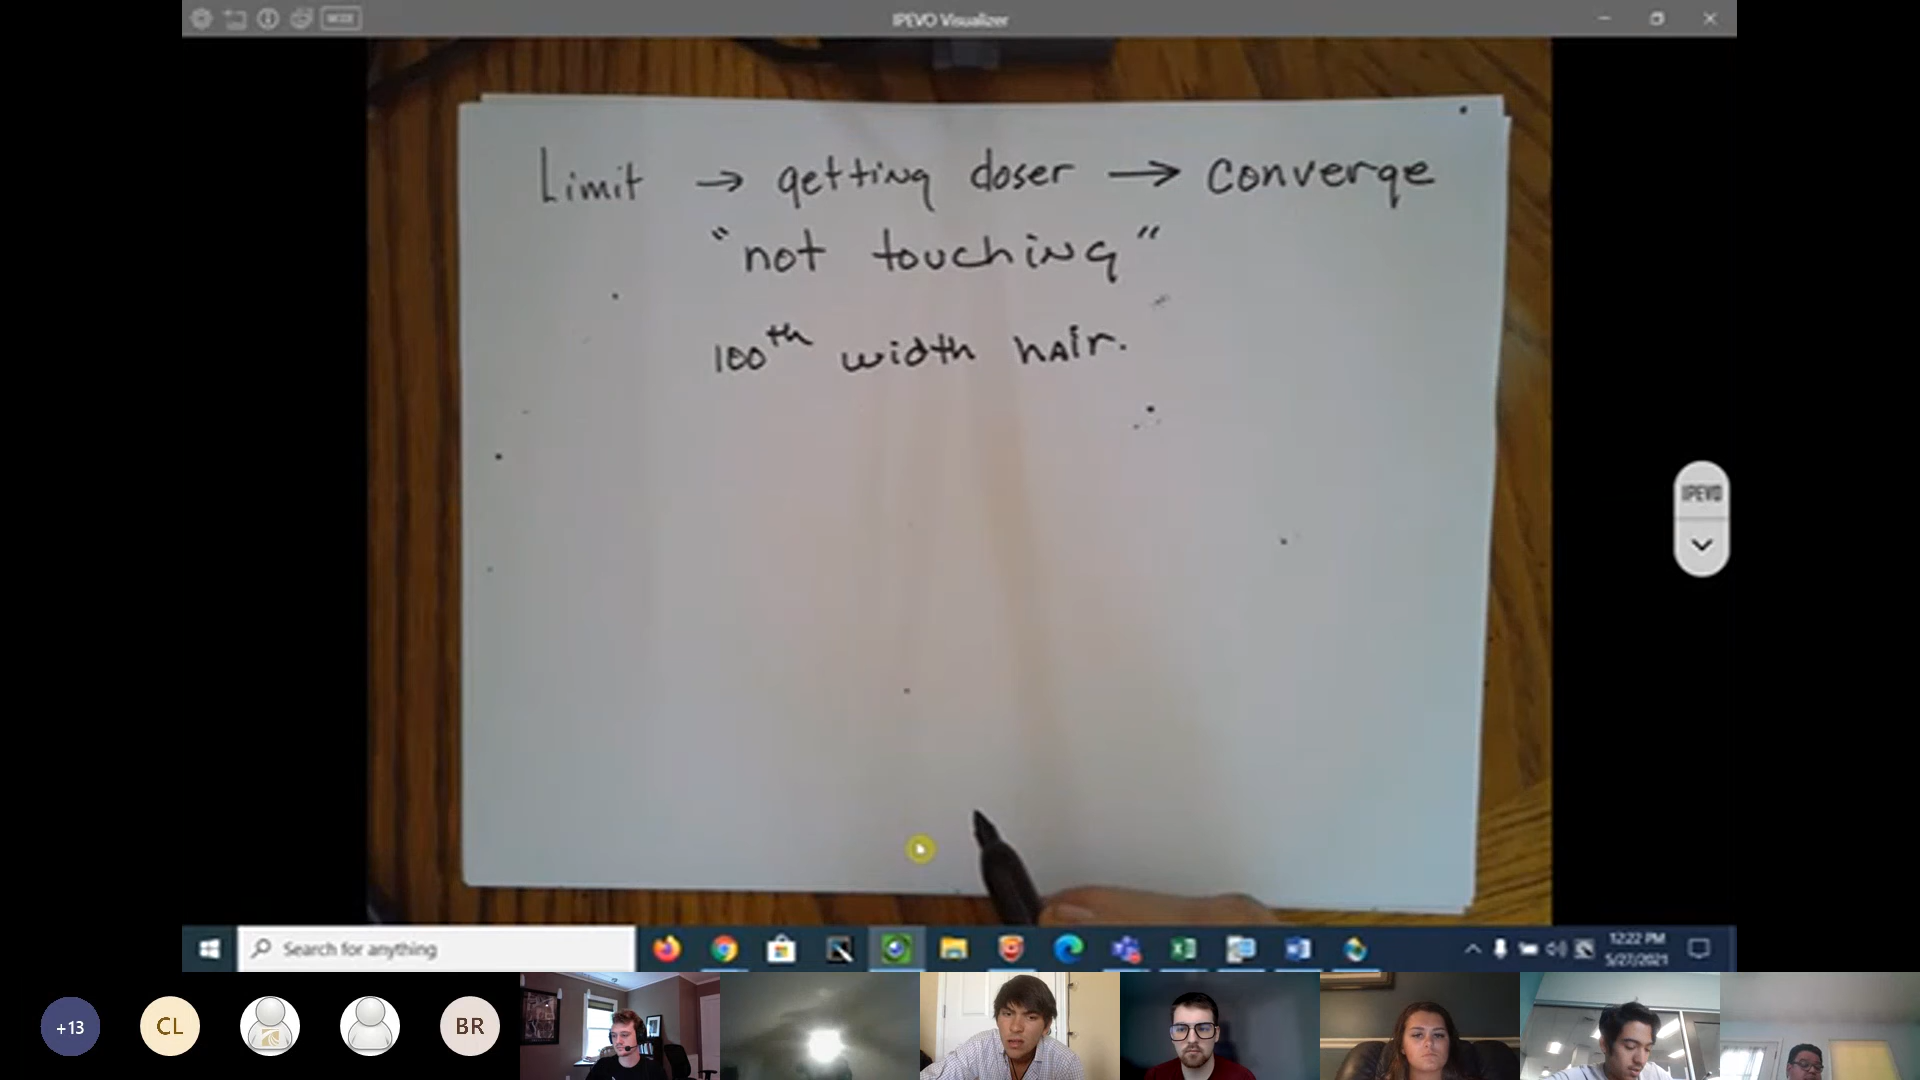 IPEVO Visualizer
Limit → getting closer → converge
"not touching"
100th width hair.
IPEVO
Search for anything
12:22 PM
5/27/2021
+13
CL
BR